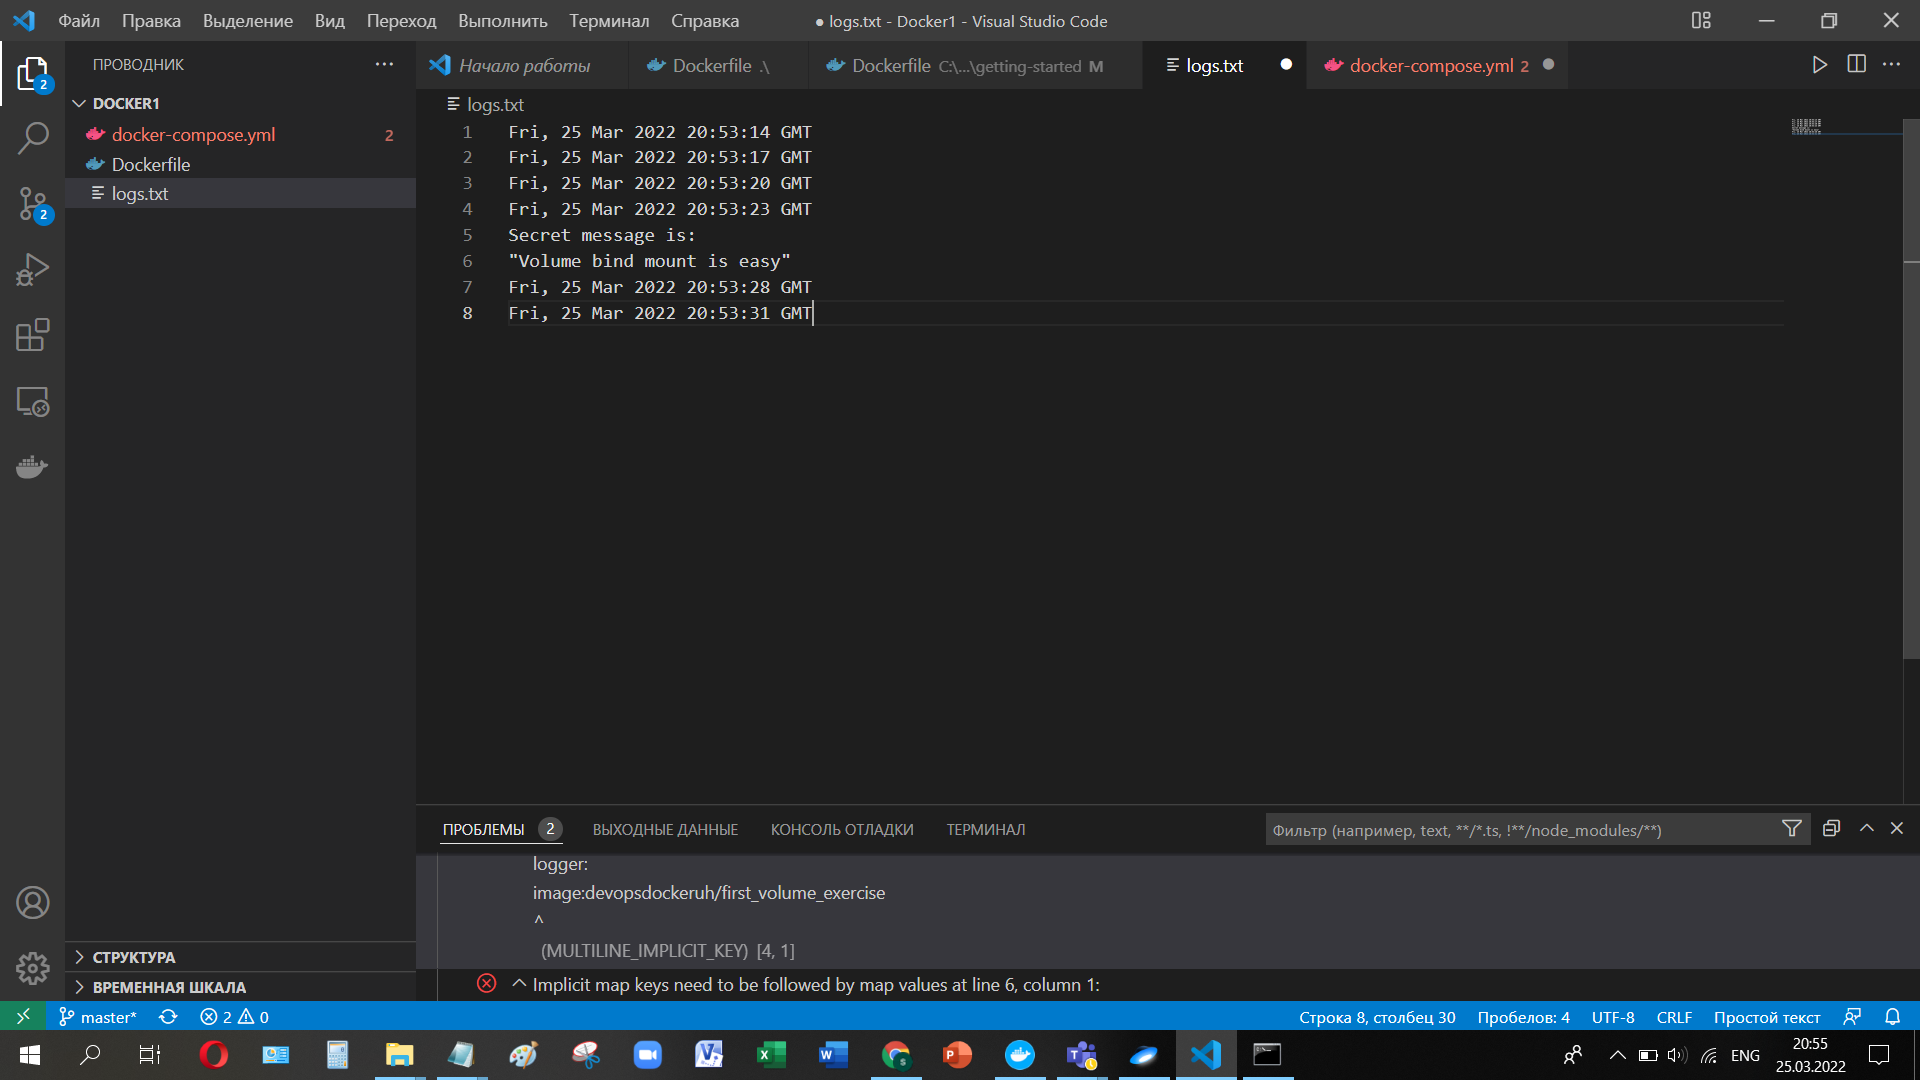 Файл Правка Выделение Вид Переход Выполнить Терминал Справка ● logs.txt - Docker1 - Visual Studio Code
ПРОВОДНИК
Начало работы Dockerfile .\ Dockerfile C:\...\getting-started M logs.txt docker-compose.yml 2
2
DOCKER1
docker-compose.yml 2
Dockerfile
logs.txt
2
logs.txt
1 Fri, 25 Mar 2022 20:53:14 GMT
2 Fri, 25 Mar 2022 20:53:17 GMT
3 Fri, 25 Mar 2022 20:53:20 GMT
4 Fri, 25 Mar 2022 20:53:23 GMT
5 Secret message is:
6 "Volume bind mount is easy"
7 Fri, 25 Mar 2022 20:53:28 GMT
8 Fri, 25 Mar 2022 20:53:31 GMT
ПРОБЛЕМЫ 2 ВЫХОДНЫЕ ДАННЫЕ КОНСОЛЬ ОТЛАДКИ ТЕРМИНАЛ Фильтр (например, text, **/*.ts, !**/node_modules/**)
logger:
image:devopsdockeruh/first_volume_exercise
^
(MULTILINE_IMPLICIT_KEY) [4, 1]
Implicit map keys need to be followed by map values at line 6, column 1:
СТРУКТУРА
ВРЕМЕННАЯ ШКАЛА
master* 2 0 Строка 8, столбец 30 Пробелов: 4 UTF-8 CRLF Простой текст
ENG 20:55
25.03.2022